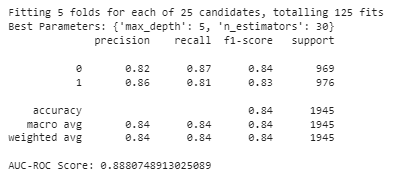 Fitting 5 folds for each of 25 candidates, totalling 125 fits
Best Parameters: {'max_depth': 5, 'n_estimators': 30}
precision recall f1-score support
0 0.82 0.87 0.84 969
1 0.86 0.81 0.83 976
accuracy 0.84 1945
macro avg 0.84 0.84 0.84 1945
weighted avg 0.84 0.84 0.84 1945
AUC-ROC Score: 0.8880748913025089